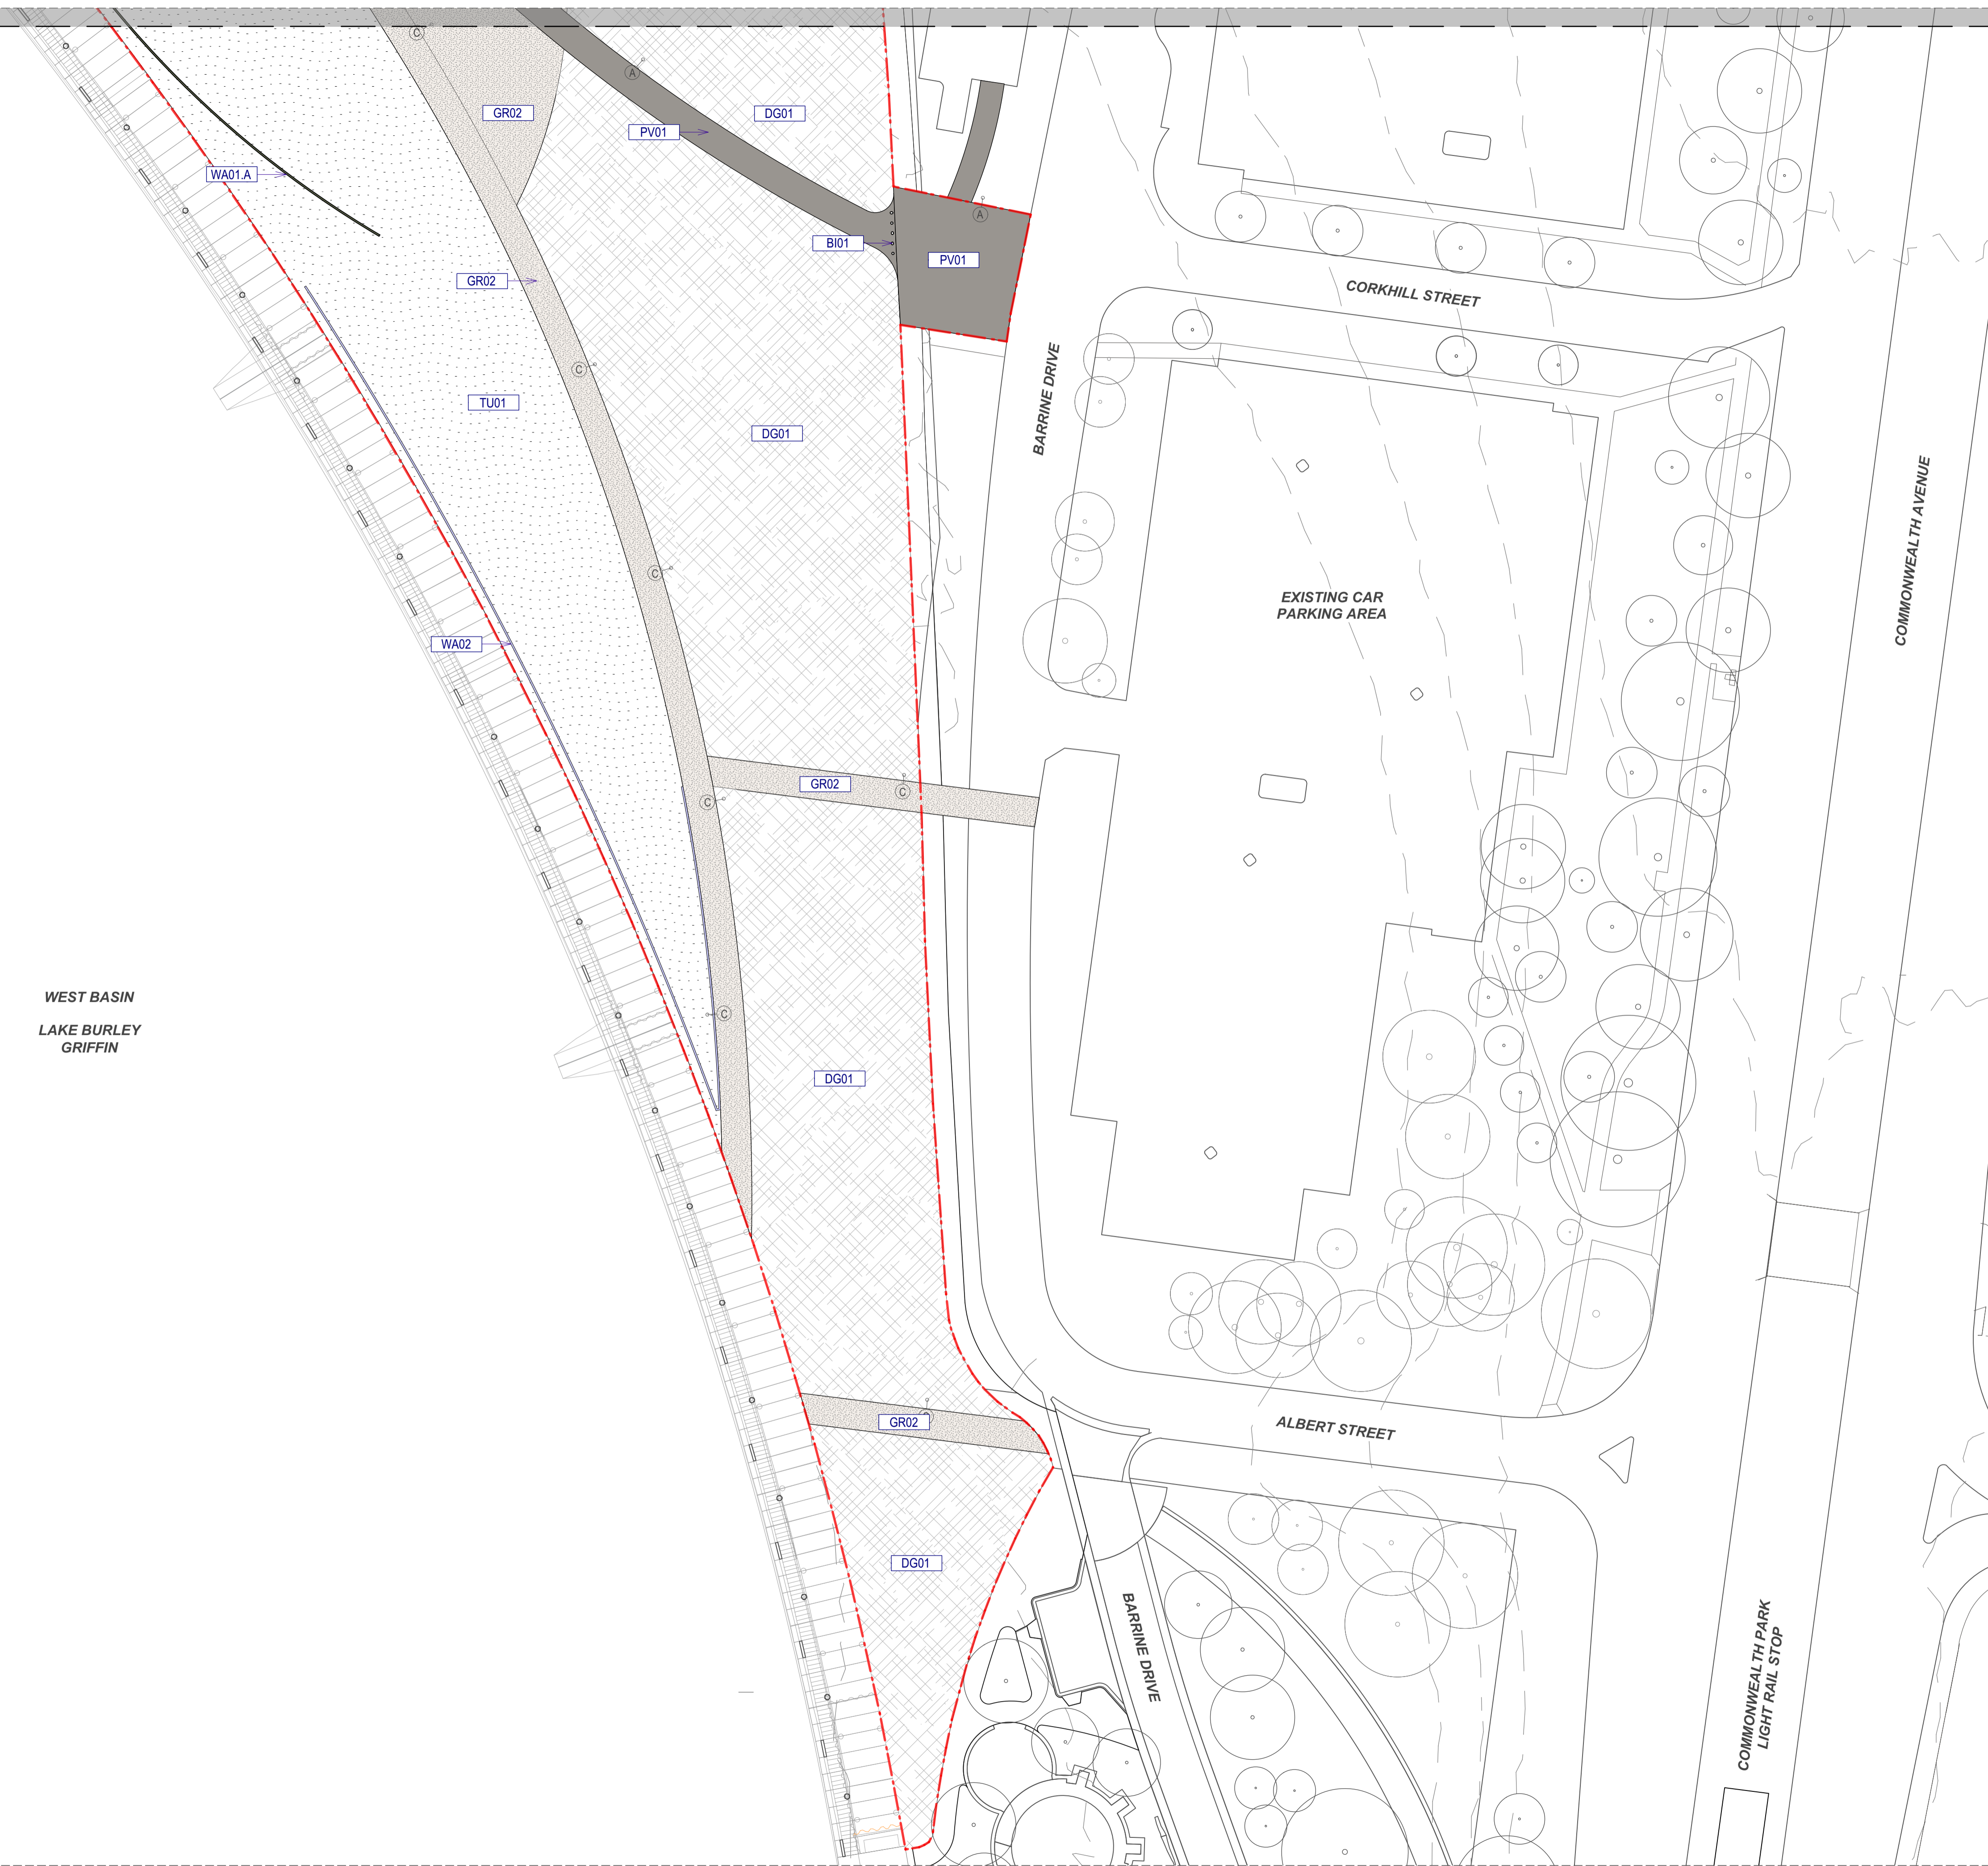 C
A
GR02
DG01
PV01
WA01.A
A
BI01
PV01
GR02
CORKHILL STREET
C
BARRINE DRIVE
TU01
DG01
COMMONWEALTH AVENUE
C
EXISTING CAR
PARKING AREA
WA02
GR02
C
C
WEST BASIN
LAKE BURLEY
GRIFFIN
C
DG01
GR02
ALBERT STREET
DG01
BARRINE DRIVE
COMMONWEALTH PARK
LIGHT RAIL STOP